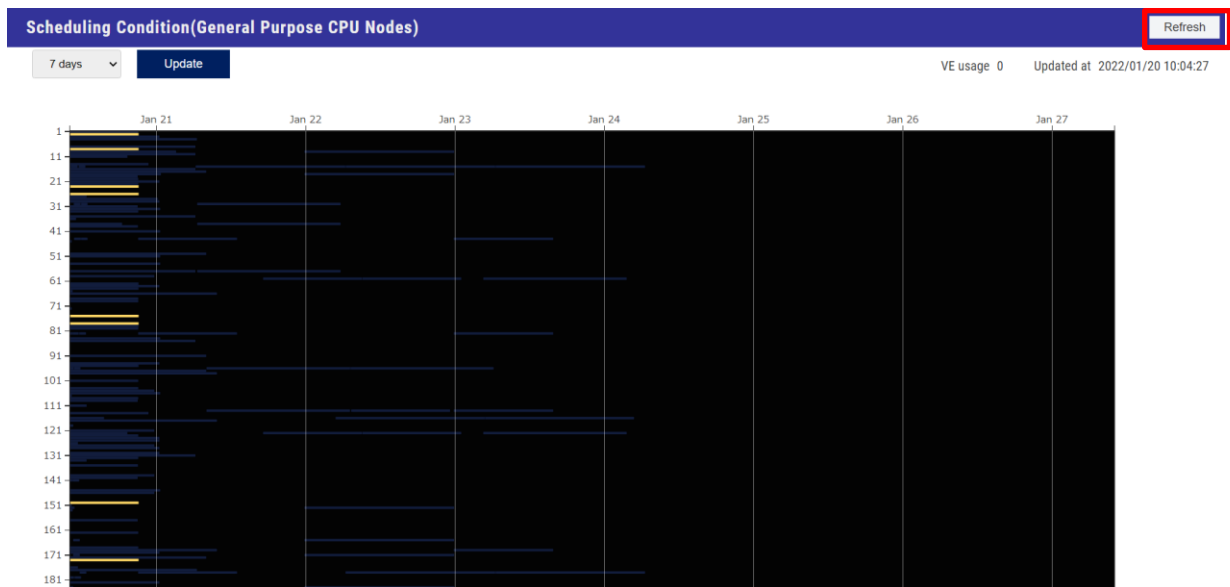 Scheduling Condition(General Purpose CPU Nodes)
Refresh
7 days
Update
VE usage 0
Updated at 2022/01/20 10:04:27
Jan 21 Jan 22 Jan 23 Jan 24 Jan 25 Jan 26 Jan 27
1
11
21
31
41
51
61
71
81
91
101
111
121
131
141
151
161
171
181